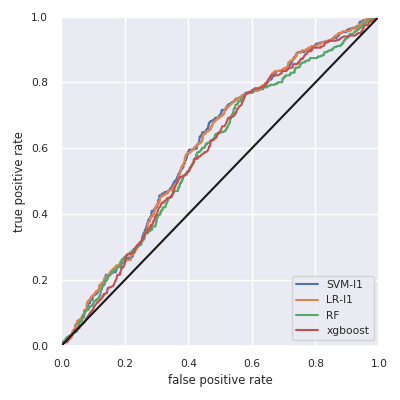 1.0
0.8
0.6
0.4
0.2
0.0
true positive rate
0.0 0.2 0.4 0.6 0.8 1.0
false positive rate
SVM-l1
LR-l1
RF
xgboost